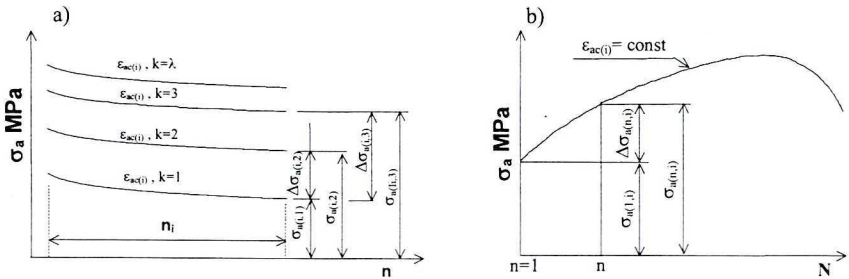 a)
σa MPa
εac(i) , k=λ
εac(i) , k=3
εac(i) , k=2
εac(i) , k=1
ni
σa(i,1)
Δσa(i,2)
σa(i,2)
Δσa(i,3)
σa(i,3)
n
b)
σa MPa
εac(i)= const
Δσa(n,i)
σa(1,i)
σa(n,i)
n=1
n
N